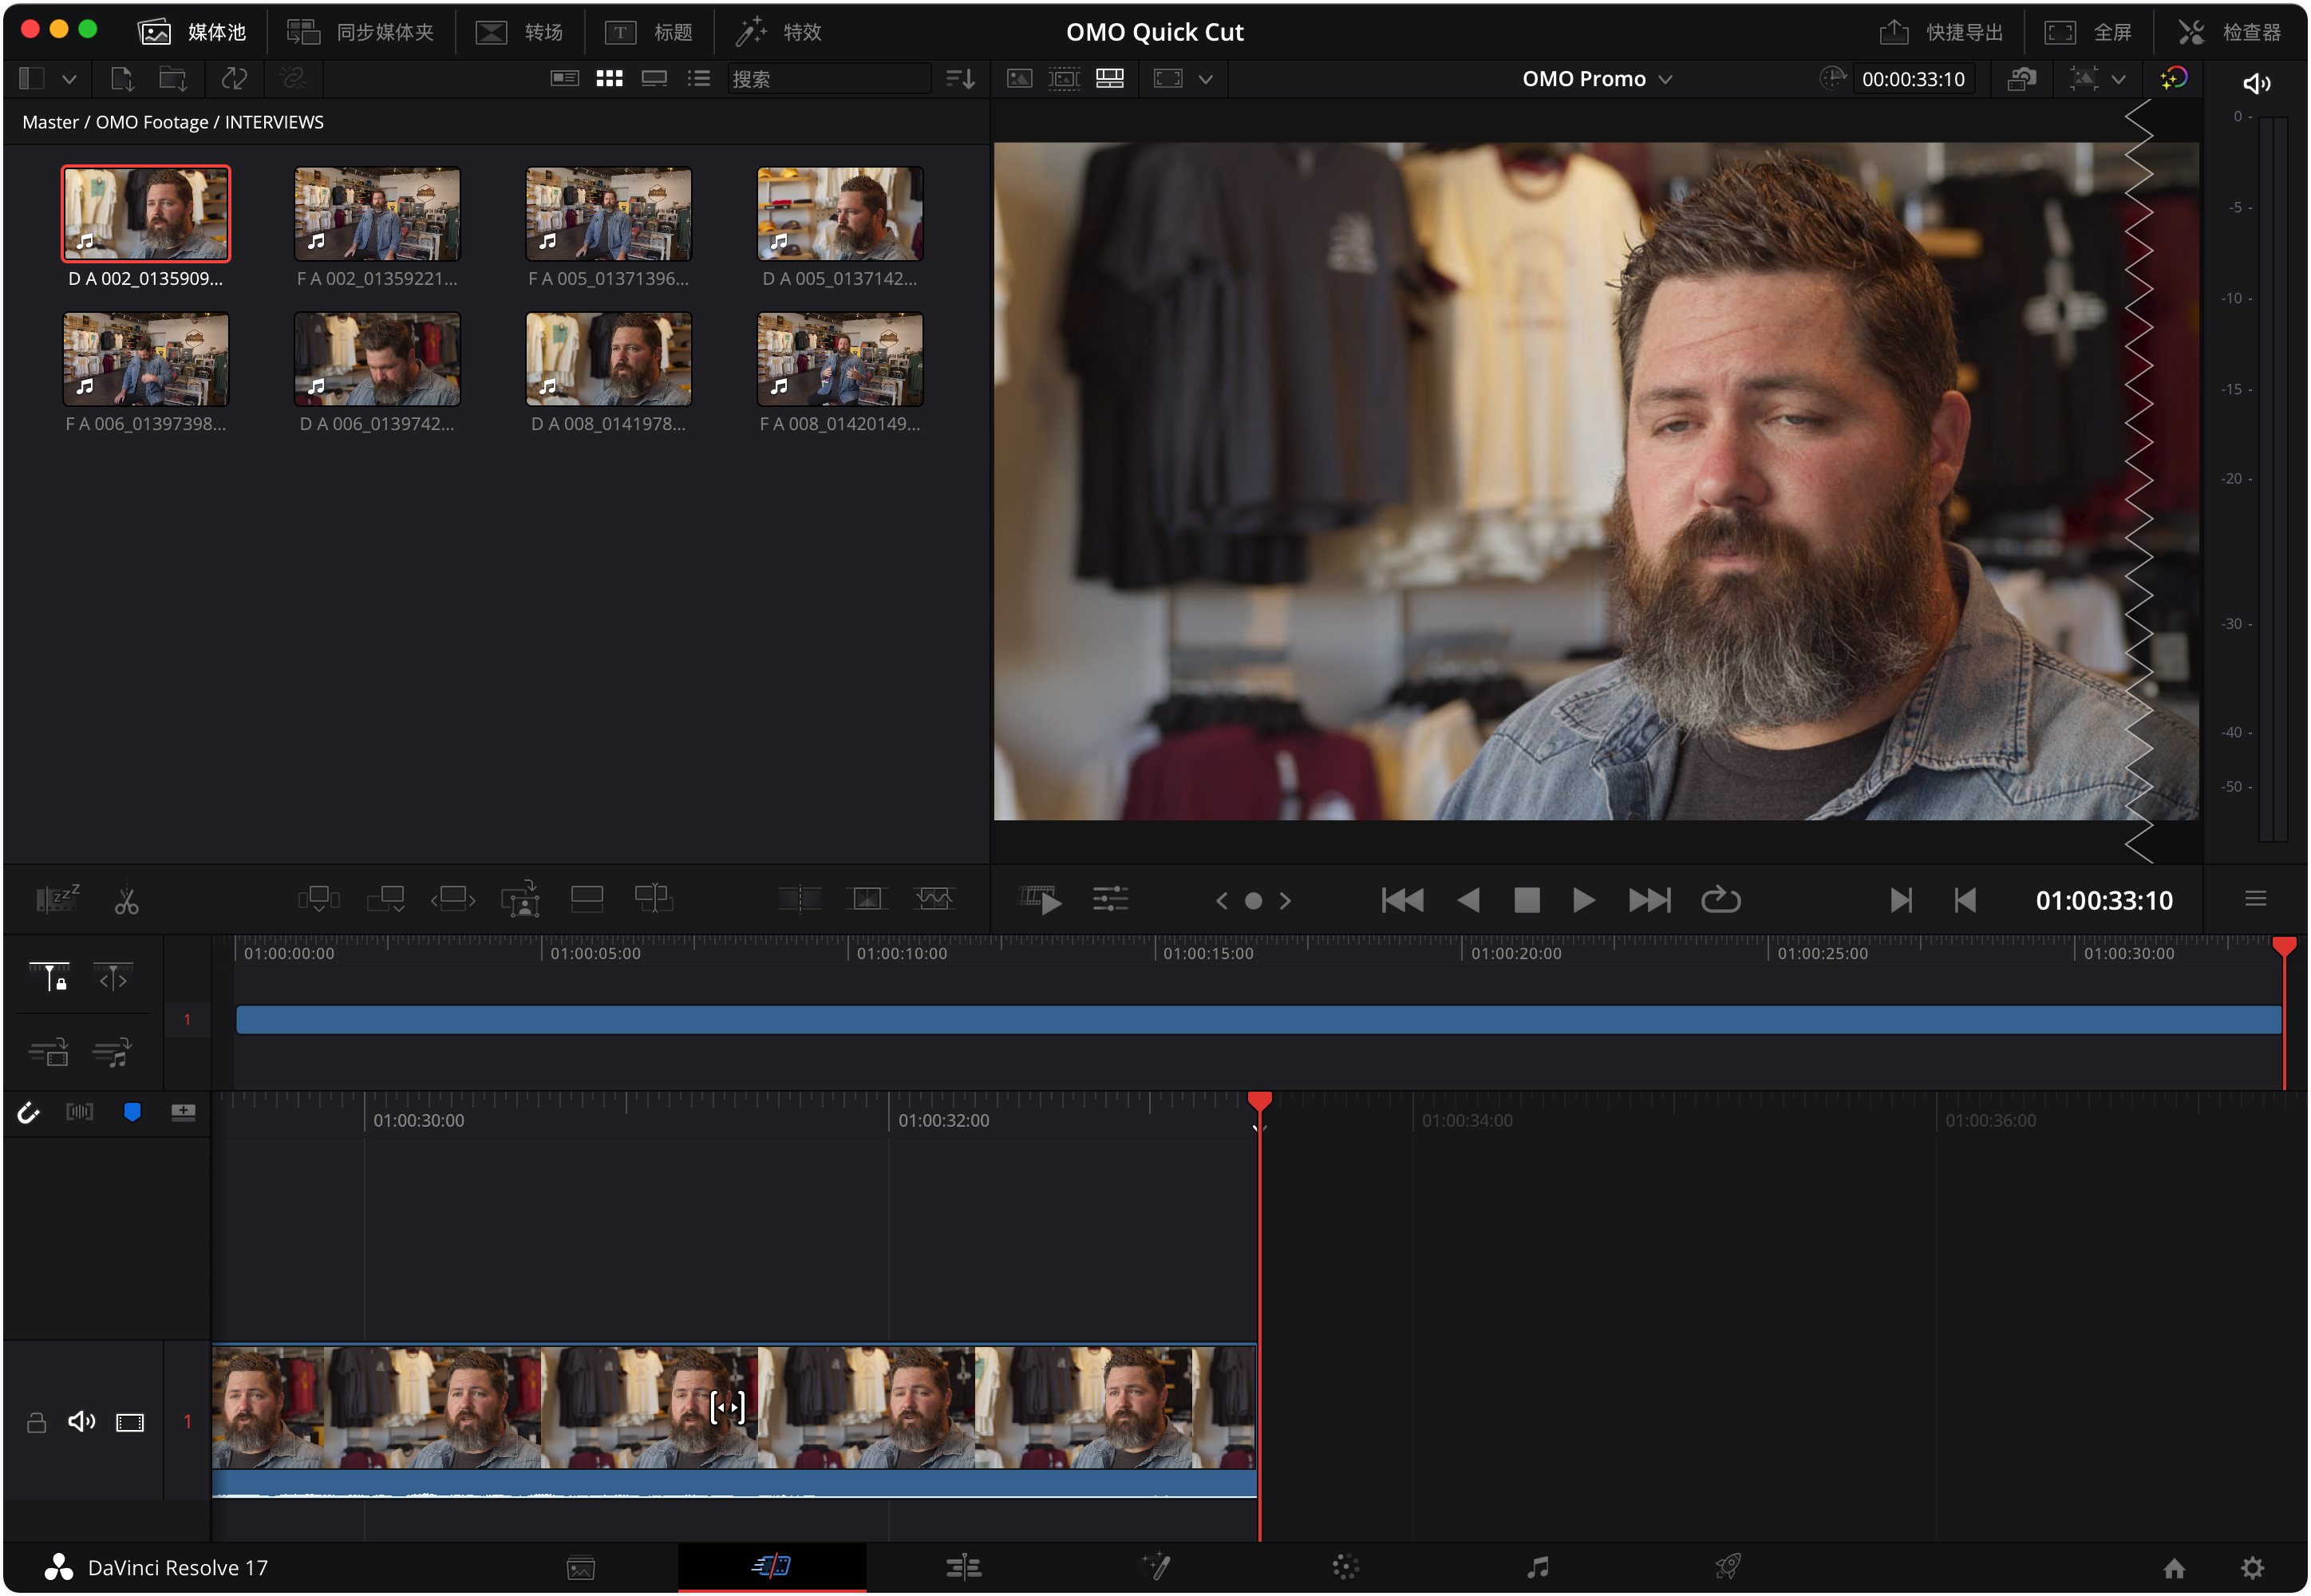 媒体池
同步媒体夹
转场
标题
特效
OMO Quick Cut
快捷导出
全屏
检查器
搜索
OMO Promo
00:00:33:10
Master / OMO Footage / INTERVIEWS
D A 002_0135909...
F A 002_01359221...
F A 005_01371396...
D A 005_0137142...
F A 006_01397398...
D A 006_0139742...
D A 008_0141978...
F A 008_01420149...
0
-5
-10
-15
-20
-30
-40
-50
01:00:33:10
01:00:00:00
01:00:05:00
01:00:10:00
01:00:15:00
01:00:20:00
01:00:25:00
01:00:30:00
1
01:00:30:00
01:00:32:00
01:00:34:00
01:00:36:00
1
DaVinci Resolve 17